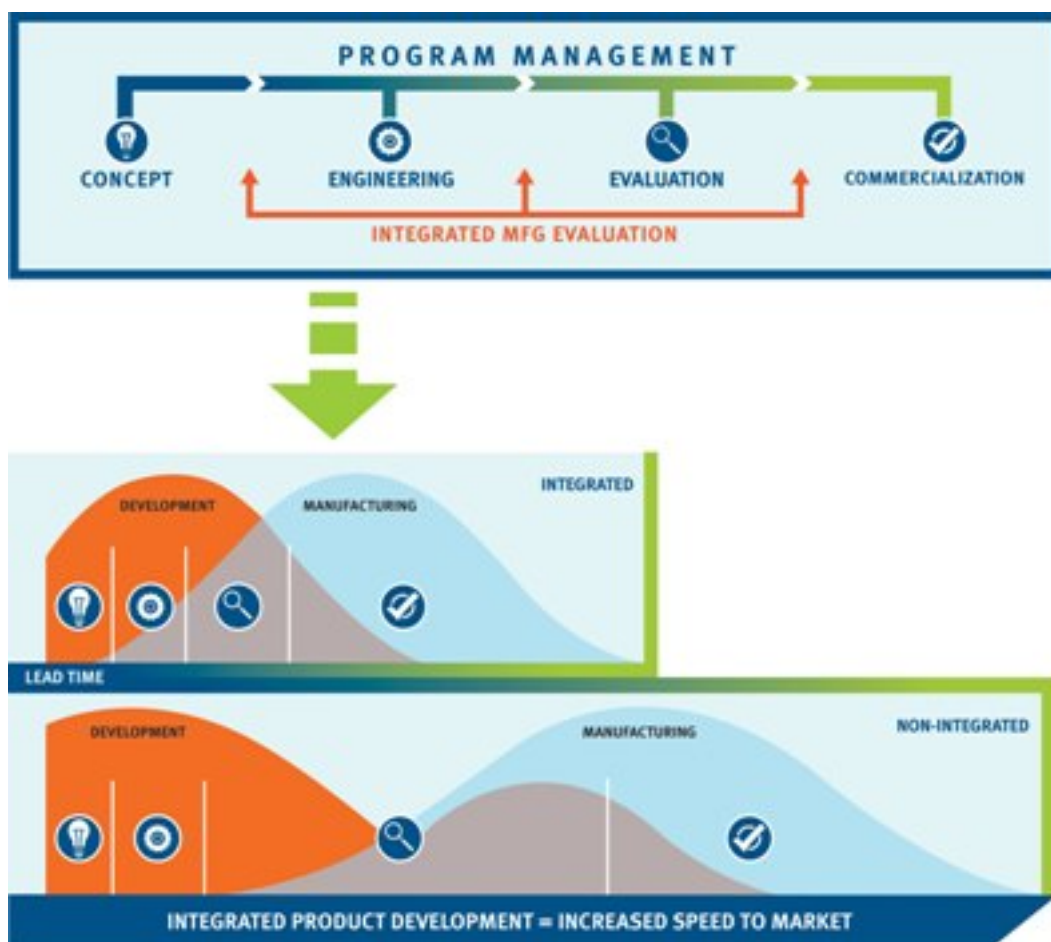 PROGRAM MANAGEMENT
CONCEPT
ENGINEERING
EVALUATION
COMMERCIALIZATION
INTEGRATED MFG EVALUATION
INTEGRATED
DEVELOPMENT
MANUFACTURING
LEAD TIME
NON-INTEGRATED
DEVELOPMENT
MANUFACTURING
INTEGRATED PRODUCT DEVELOPMENT = INCREASED SPEED TO MARKET